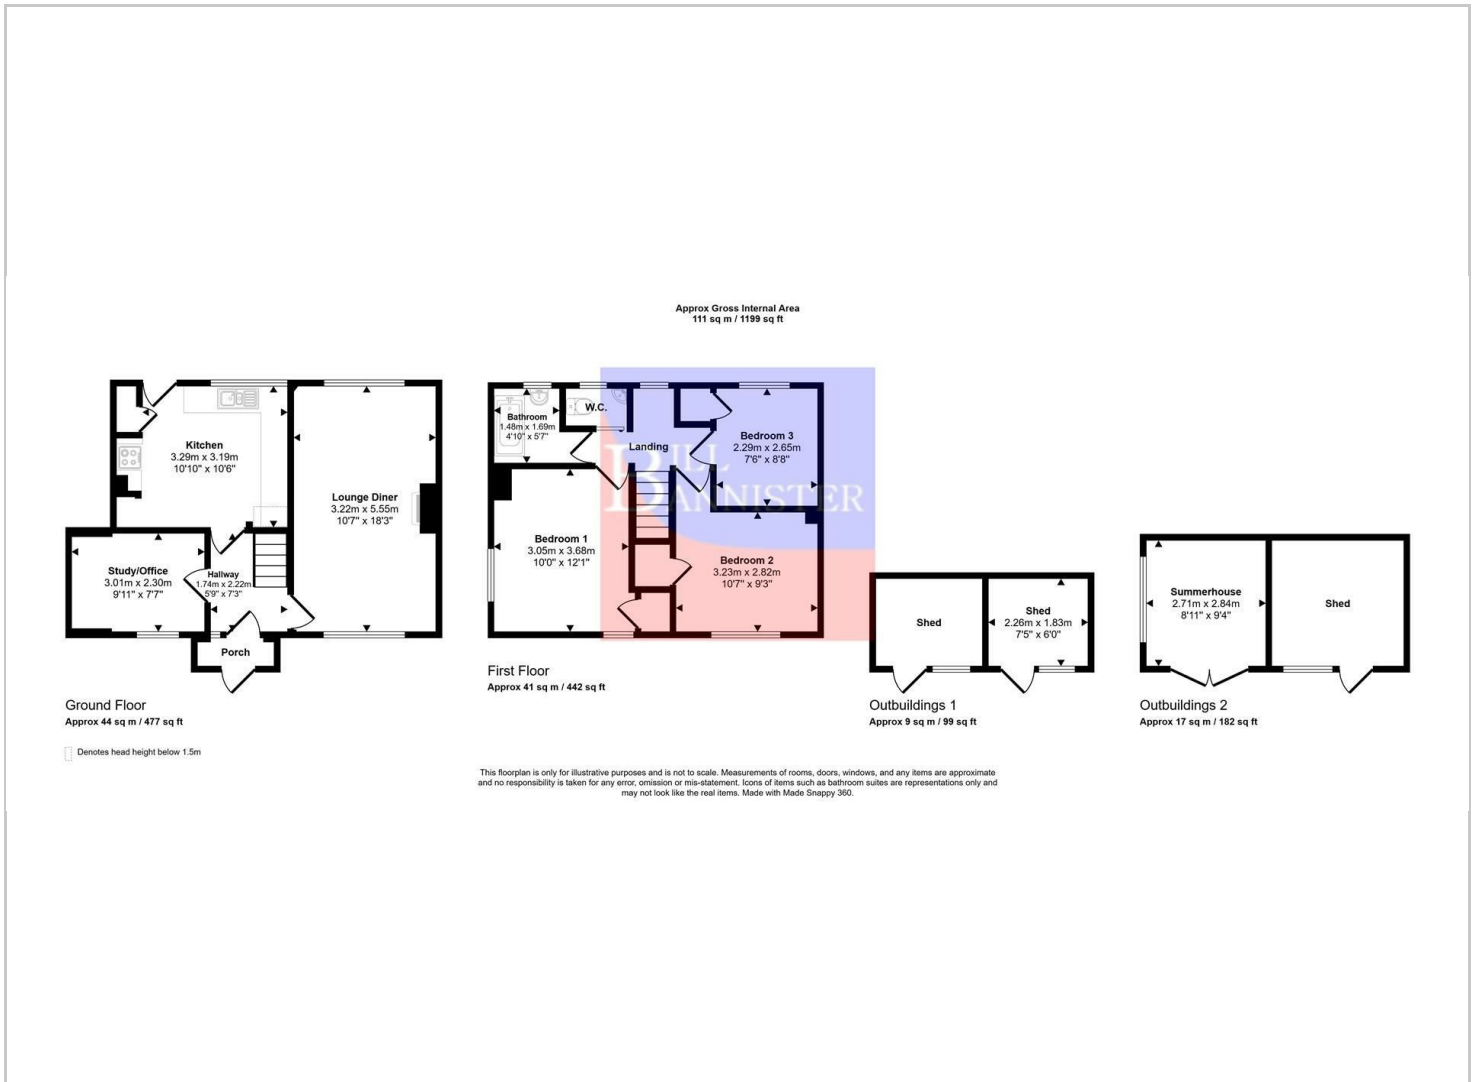 Approx Gross Internal Area
111 sq m / 1199 sq ft
Kitchen
3.29m x 3.19m
10'10" x 10'6"
Lounge Diner
3.22m x 5.55m
10'7" x 18'3"
Study/Office
3.01m x 2.30m
9'11" x 7'7"
Hallway
1.74m x 2.22m
5'9" x 7'3"
Porch
Ground Floor
Approx 44 sq m / 477 sq ft
Denotes head height below 1.5m
Bathroom
1.48m x 1.69m
4'10" x 5'7"
W.C.
Landing
Bedroom 3
2.29m x 2.65m
7'6" x 8'8"
BILL
BANNISTER
Bedroom 1
3.05m x 3.68m
10'0" x 12'1"
Bedroom 2
3.23m x 2.82m
10'7" x 9'3"
First Floor
Approx 41 sq m / 442 sq ft
Shed
Shed
2.26m x 1.83m
7'5" x 6'0"
Outbuildings 1
Approx 9 sq m / 99 sq ft
Summerhouse
2.71m x 2.84m
8'11" x 9'4"
Shed
Outbuildings 2
Approx 17 sq m / 182 sq ft
This floorplan is only for illustrative purposes and is not to scale. Measurements of rooms, doors, windows, and any items are approximate
and no responsibility is taken for any error, omission or mis-statement. Icons of items such as bathroom suites are representations only and
may not look like the real items. Made with Made Snappy 360.